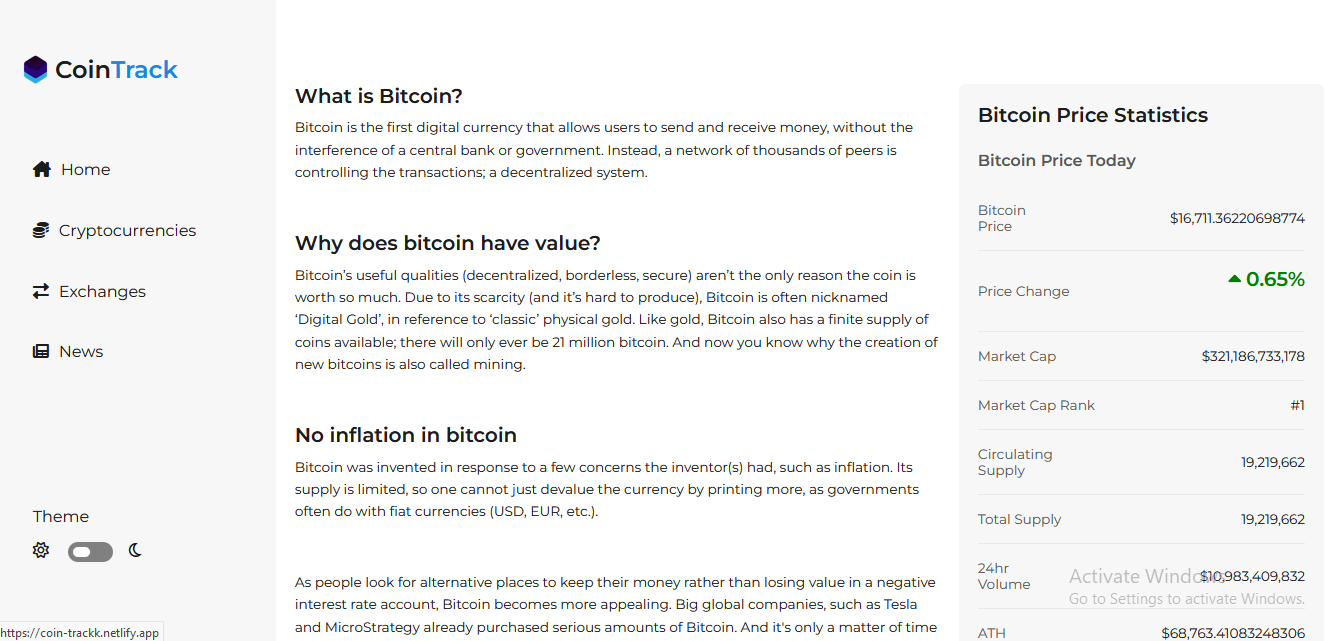 CoinTrack
Home
Cryptocurrencies
Exchanges
News
Theme
https://coin-trackk.netlify.app
What is Bitcoin?
Bitcoin is the first digital currency that allows users to send and receive money, without the
interference of a central bank or government. Instead, a network of thousands of peers is
controlling the transactions; a decentralized system.
Why does bitcoin have value?
Bitcoin’s useful qualities (decentralized, borderless, secure) aren’t the only reason the coin is
worth so much. Due to its scarcity (and it’s hard to produce), Bitcoin is often nicknamed
‘Digital Gold’, in reference to ‘classic’ physical gold. Like gold, Bitcoin also has a finite supply of
coins available; there will only ever be 21 million bitcoin. And now you know why the creation of
new bitcoins is also called mining.
No inflation in bitcoin
Bitcoin was invented in response to a few concerns the inventor(s) had, such as inflation. Its
supply is limited, so one cannot just devalue the currency by printing more, as governments
often do with fiat currencies (USD, EUR, etc.).
As people look for alternative places to keep their money rather than losing value in a negative
interest rate account, Bitcoin becomes more appealing. Big global companies, such as Tesla
and MicroStrategy already purchased serious amounts of Bitcoin. And it's only a matter of time
Bitcoin Price Statistics
Bitcoin Price Today
Bitcoin
Price
$16,711.36220698774
Price Change
0.65%
Market Cap
$321,186,733,178
Market Cap Rank
#1
Circulating
Supply
19,219,662
Total Supply
19,219,662
24hr
Volume
$10,983,409,832
Activate Windows
Go to Settings to activate Windows.
ATH
$68,763.41083248306